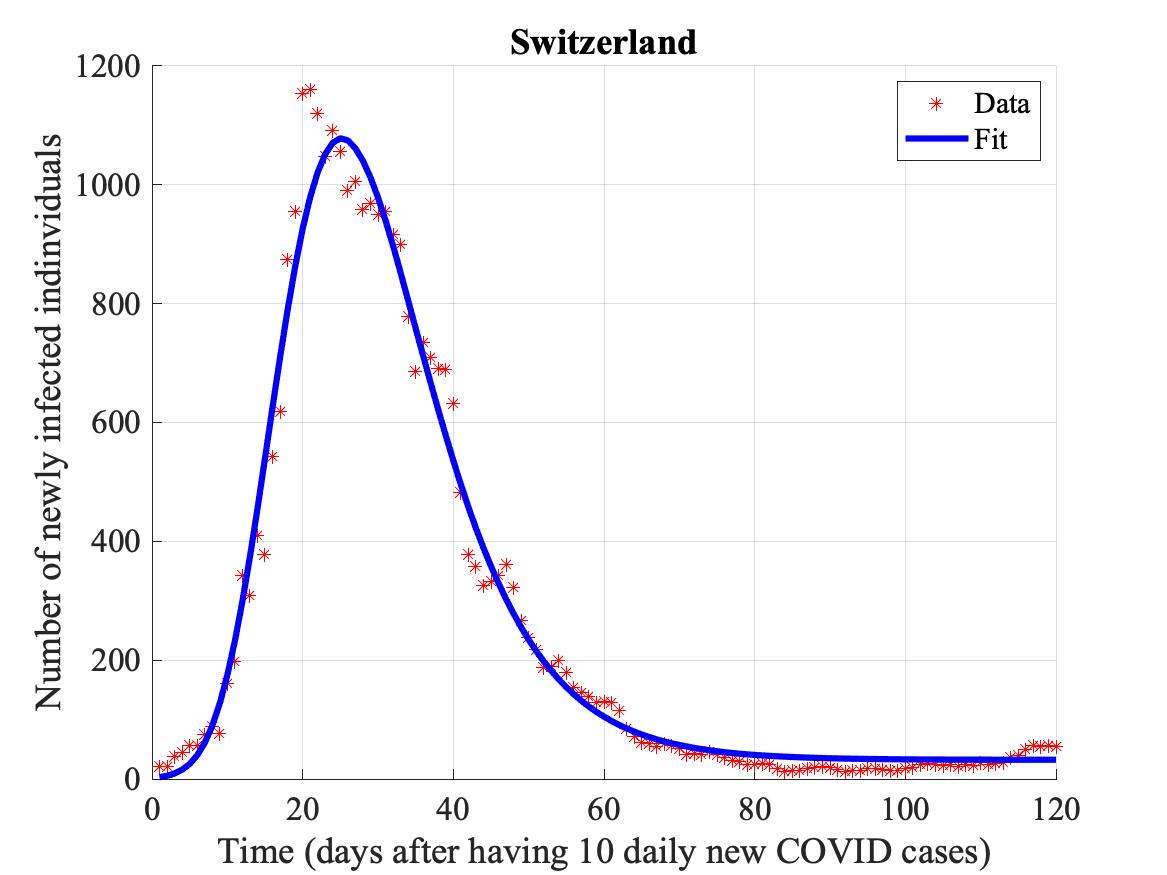 Switzerland
1200
1000
800
600
400
200
0
Number of newly infected indinviduals
Data
Fit
0 20 40 60 80 100 120
Time (days after having 10 daily new COVID cases)